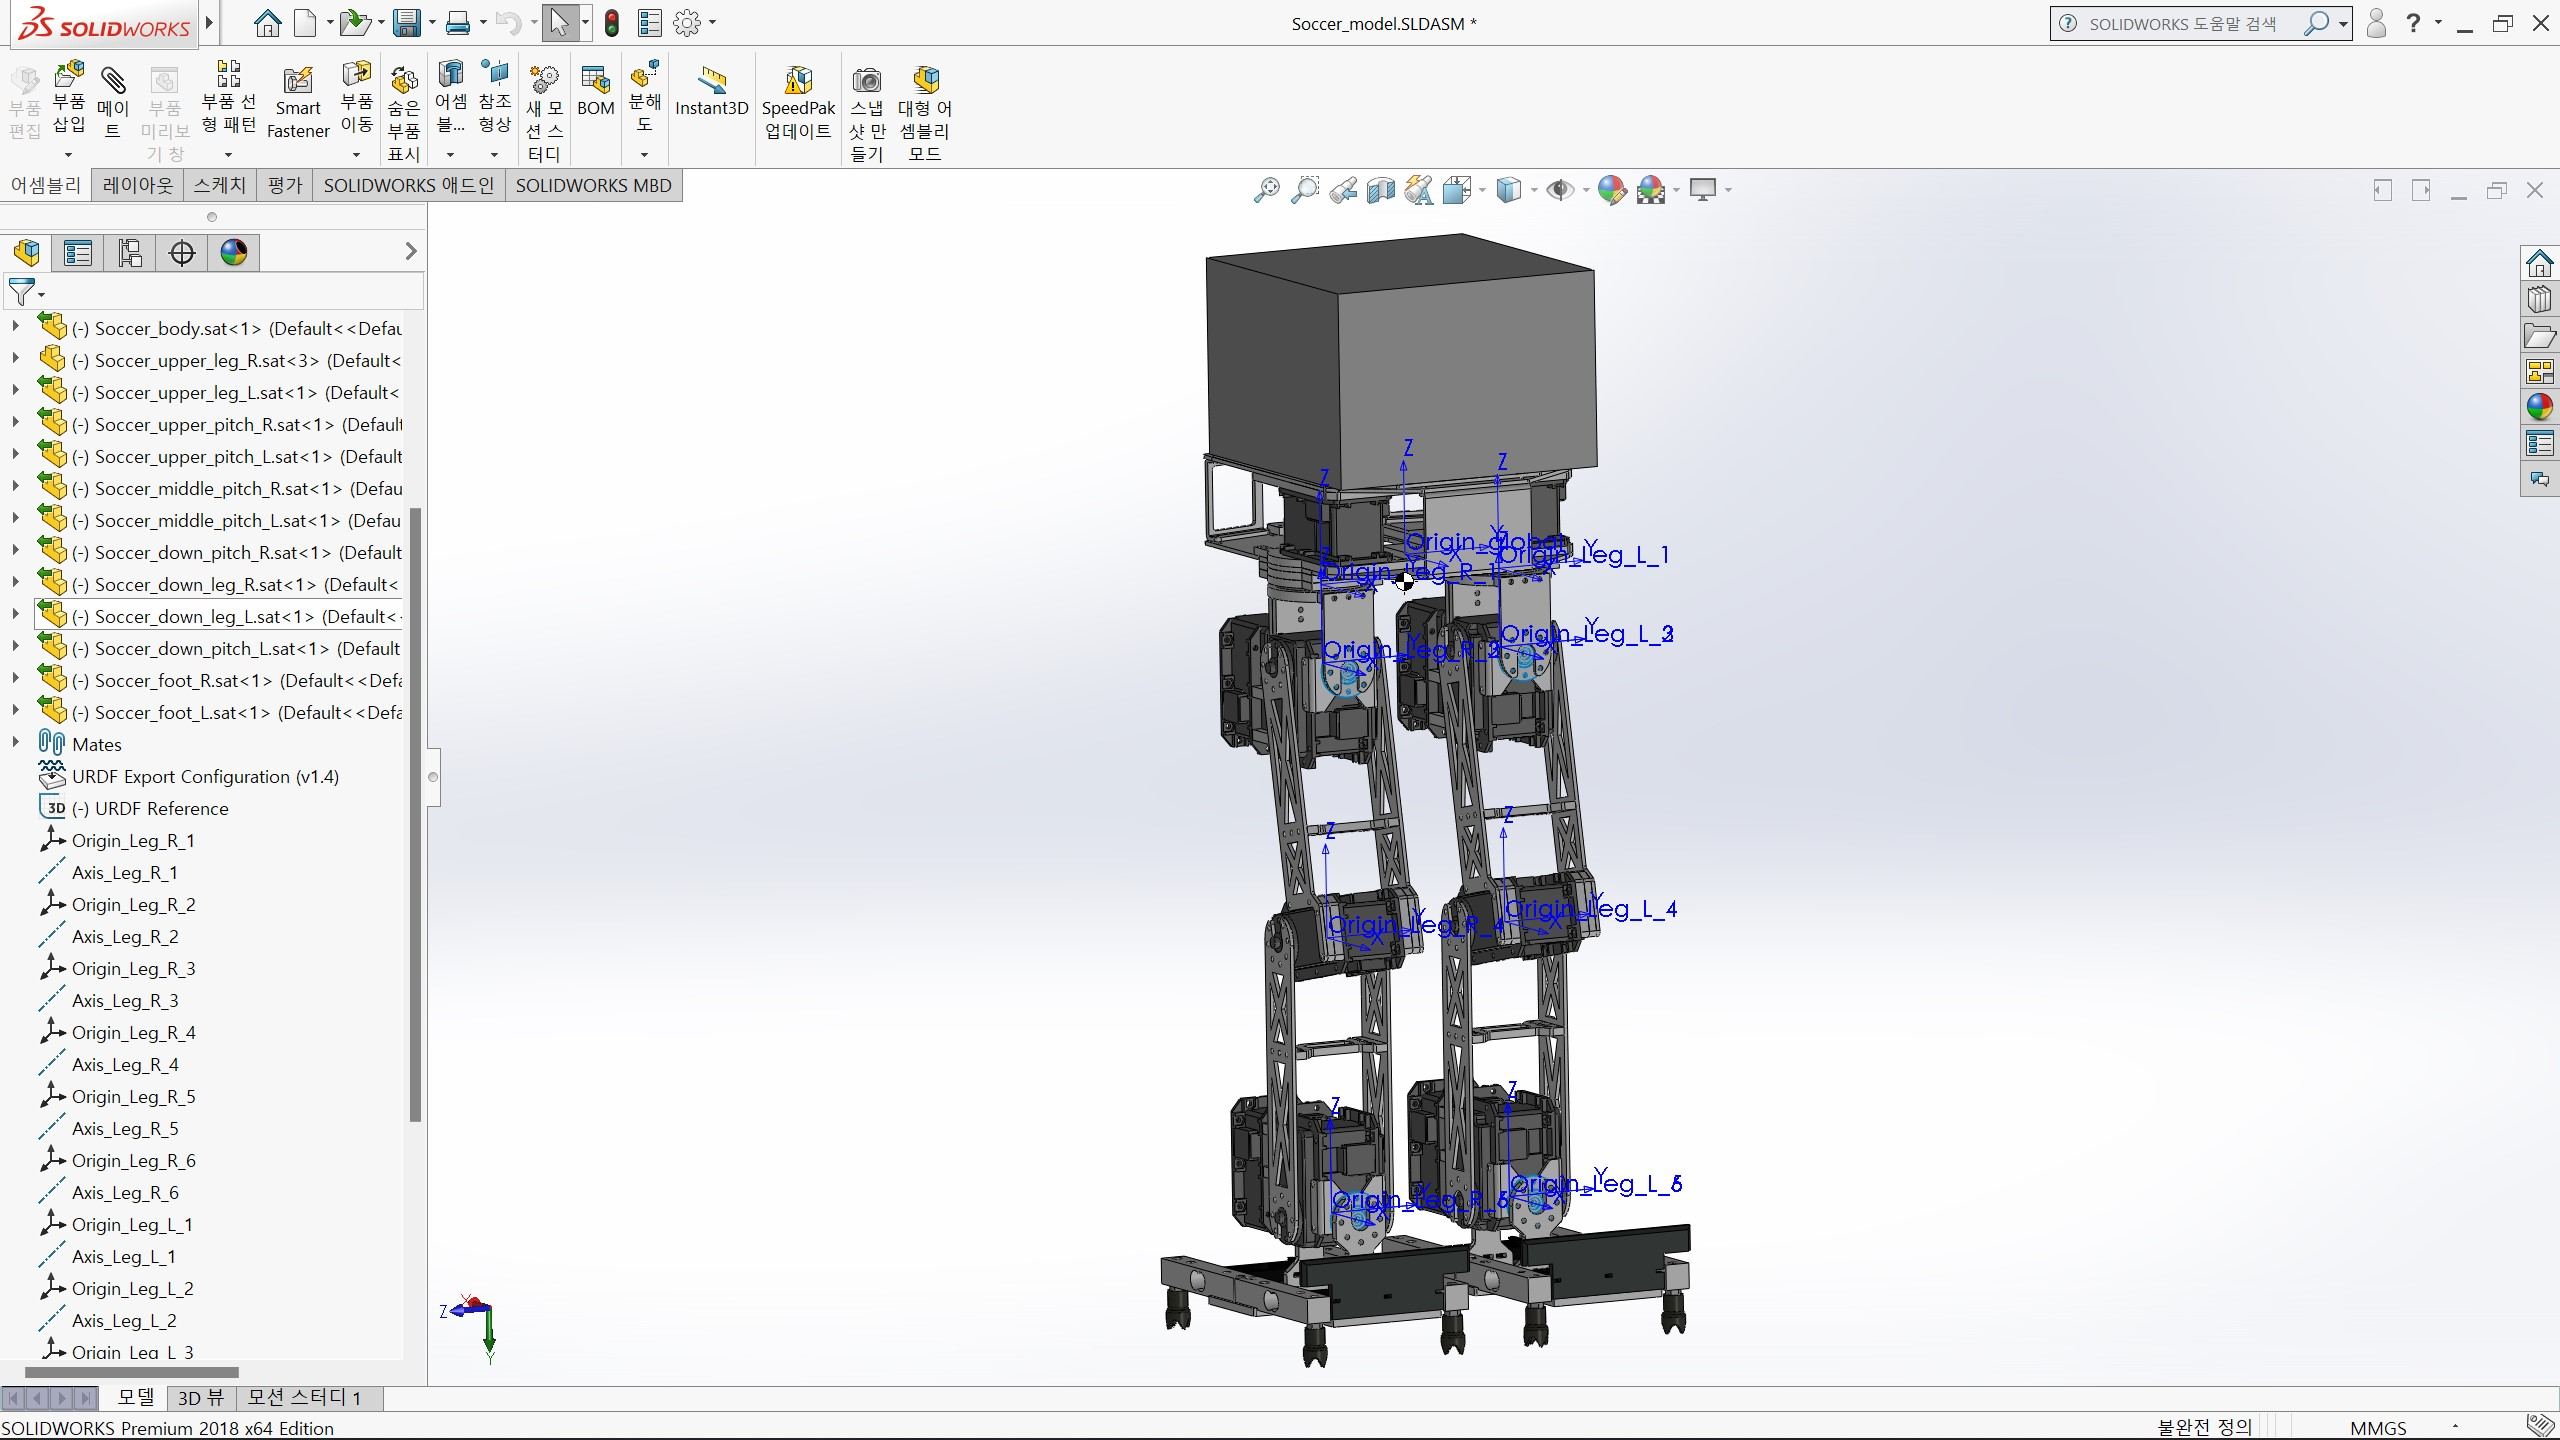 SOLIDWORKS
Soccer_model.SLDASM *
SOLIDWORKS 도움말 검색
부품 편집
부품 삽입
메이트
부품 미리보기 창
부품 선형 패턴
Smart Fastener
부품 이동
숨은 부품 표시
어셈블...
참조 형상
새 모션 스터디
BOM
분해도
Instant3D
SpeedPak 업데이트
스냅샷 만들기
대형 어셈블리 모드
어셈블리
레이아웃
스케치
평가
SOLIDWORKS 애드인
SOLIDWORKS MBD
(-) Soccer_body.sat<1> (Default<<Defau
(-) Soccer_upper_leg_R.sat<3> (Default<
(-) Soccer_upper_leg_L.sat<1> (Default<
(-) Soccer_upper_pitch_R.sat<1> (Default
(-) Soccer_upper_pitch_L.sat<1> (Default
(-) Soccer_middle_pitch_R.sat<1> (Defau
(-) Soccer_middle_pitch_L.sat<1> (Defau
(-) Soccer_down_pitch_R.sat<1> (Default
(-) Soccer_down_leg_R.sat<1> (Default<
(-) Soccer_down_leg_L.sat<1> (Default<
(-) Soccer_down_pitch_L.sat<1> (Default
(-) Soccer_foot_R.sat<1> (Default<<Defa
(-) Soccer_foot_L.sat<1> (Default<<Defa
Mates
URDF Export Configuration (v1.4)
3D (-) URDF Reference
Origin_Leg_R_1
Axis_Leg_R_1
Origin_Leg_R_2
Axis_Leg_R_2
Origin_Leg_R_3
Axis_Leg_R_3
Origin_Leg_R_4
Axis_Leg_R_4
Origin_Leg_R_5
Axis_Leg_R_5
Origin_Leg_R_6
Axis_Leg_R_6
Origin_Leg_L_1
Axis_Leg_L_1
Origin_Leg_L_2
Axis_Leg_L_2
Origin_Leg_L_3
Z
Z
Z
Origin_global
Origin_Leg_L_1
Origin_Leg_R_1
Origin_Leg_L_
Origin_Leg_R_
Z
Z
Origin_Leg_L_4
Origin_Leg_R_4
Z
Z
Origin_Leg_L_
Origin_Leg_R_
X
Z
Y
모델
3D 뷰
모션 스터디 1
SOLIDWORKS Premium 2018 x64 Edition
불완전 정의
MMGS